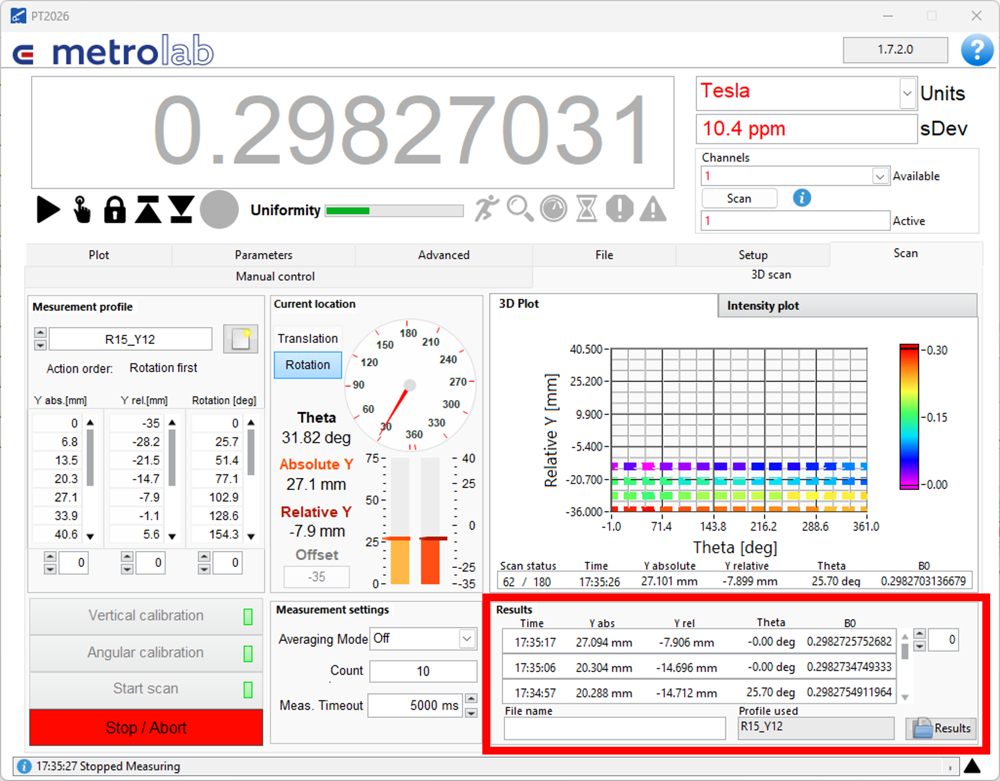 PT2026
metrolab
1.7.2.0
0.29827031
Tesla Units
10.4 ppm sDev
Channels
1 Available
Scan
1 Active
Uniformity
Plot Parameters Advanced File Setup Scan
Manual control 3D scan
Mesurement profile
R15_Y12
Action order: Rotation first
Y abs.[mm] Y rel.[mm] Rotation [deg]
0 -35 0
6.8 -28.2 25.7
13.5 -21.5 51.4
20.3 -14.7 77.1
27.1 -7.9 102.9
33.9 -1.1 128.6
40.6 5.6 154.3
0 0 0
Current location
Translation
Rotation
30 60 90 120 150 180 210 240 270 300 330 360
Theta
31.82 deg
Absolute Y
27.1 mm
Relative Y
-7.9 mm
Offset
-35
75
50
25
0
40
25
0
-25
-35
3D Plot Intensity plot
Relative Y [mm]
40.500
25.200
9.900
-5.400
-20.700
-36.000
-1.0 71.4 143.8 216.2 288.6 361.0
Theta [deg]
0.30
0.15
0.00
Scan status Time Y absolute Y relative Theta B0
62 / 180 17:35:26 27.101 mm -7.899 mm 25.70 deg 0.2982703136679
Vertical calibration
Angular calibration
Start scan
Stop / Abort
Measurement settings
Averaging Mode Off
Count 10
Meas. Timeout 5000 ms
Results
Time Y abs Y rel Theta B0
17:35:17 27.094 mm -7.906 mm -0.00 deg 0.2982725752682
0
17:35:06 20.304 mm -14.696 mm -0.00 deg 0.2982734749333
17:34:57 20.288 mm -14.712 mm 25.70 deg 0.2982754911964
File name Profile used
R15_Y12
Results
17:35:27 Stopped Measuring